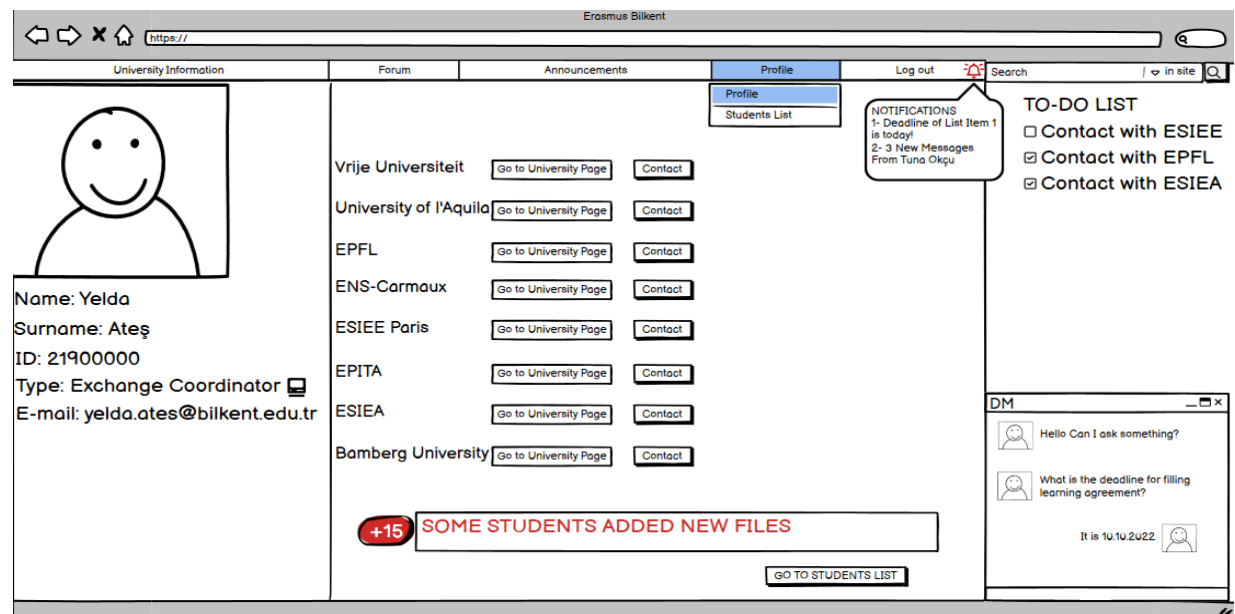 Erasmus Bilkent
https://
University Information
Forum
Announcements
Profile
Log out
Search
in site
Profile
Students List
NOTIFICATIONS
1- Deadline of List Item 1
is today!
2- 3 New Messages
From Tuna Okçu
TO-DO LIST
Contact with ESIEE
Contact with EPFL
Contact with ESIEA
Name: Yelda
Surname: Ateş
ID: 21900000
Type: Exchange Coordinator
E-mail: yelda.ates@bilkent.edu.tr
Vrije Universiteit Go to University Page Contact
University of l'Aquila Go to University Page Contact
EPFL Go to University Page Contact
ENS-Carmaux Go to University Page Contact
ESIEE Paris Go to University Page Contact
EPITA Go to University Page Contact
ESIEA Go to University Page Contact
Bamberg University Go to University Page Contact
+15 SOME STUDENTS ADDED NEW FILES
GO TO STUDENTS LIST
DM
Hello Can I ask something?
What is the deadline for filling
learning agreement?
It is 10.10.2022